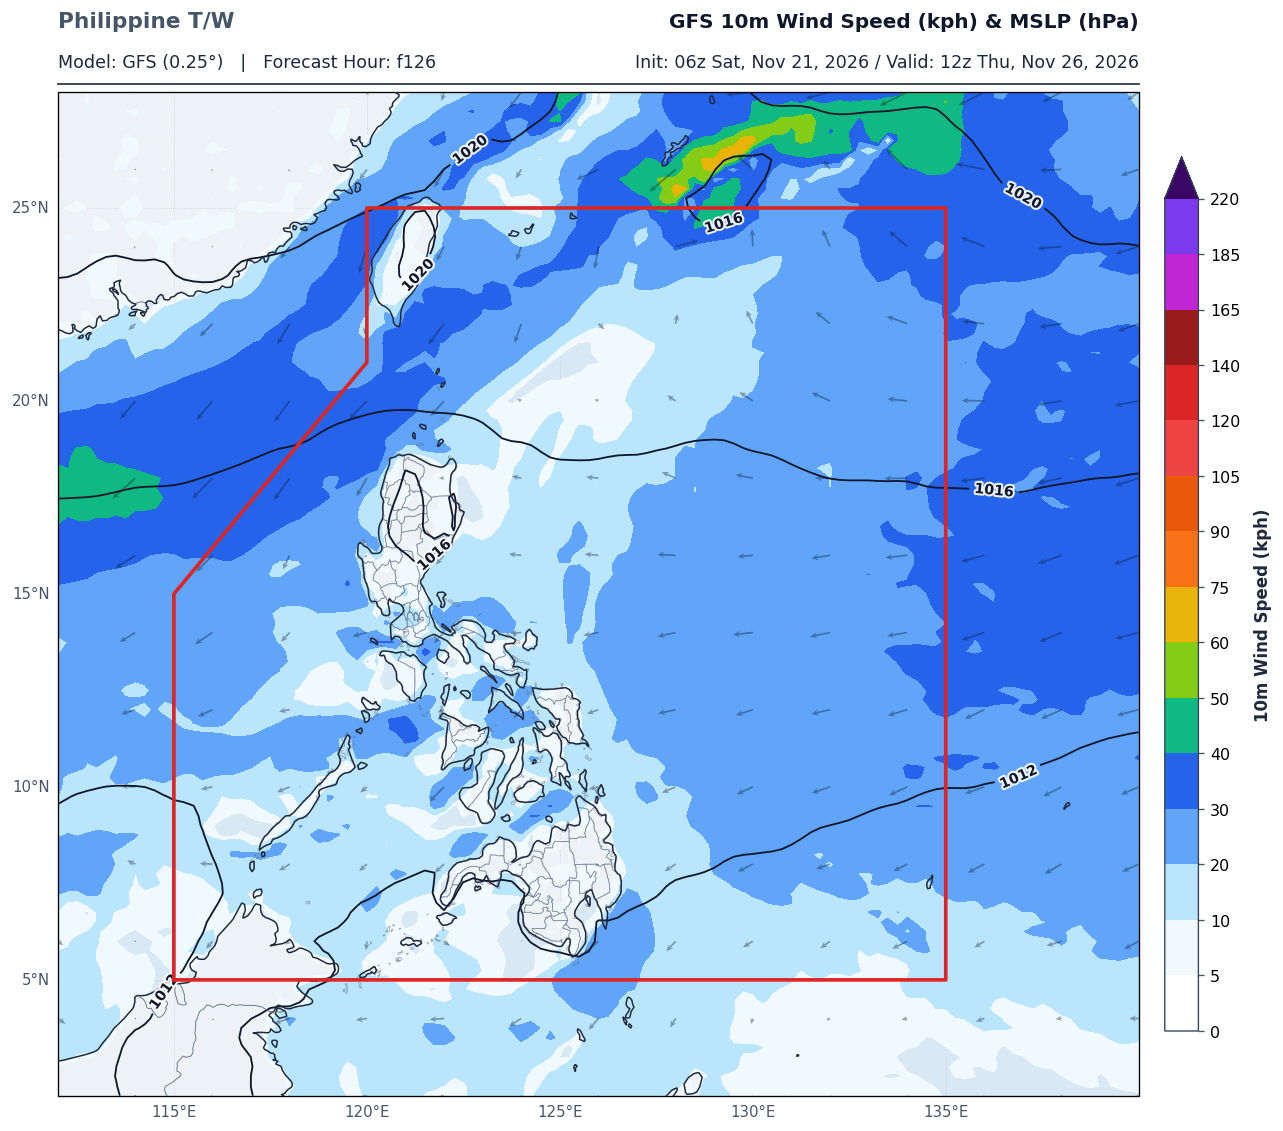 Philippine T/W
GFS 10m Wind Speed (kph) & MSLP (hPa)
Model: GFS (0.25°) | Forecast Hour: f126
Init: 06z Sat, Nov 21, 2026 / Valid: 12z Thu, Nov 26, 2026
1020
1020
1016
1020
1016
1016
1012
1012
25°N
20°N
15°N
10°N
5°N
115°E
120°E
125°E
130°E
135°E
220
185
165
140
120
105
90
75
60
50
40
30
20
10
5
0
10m Wind Speed (kph)